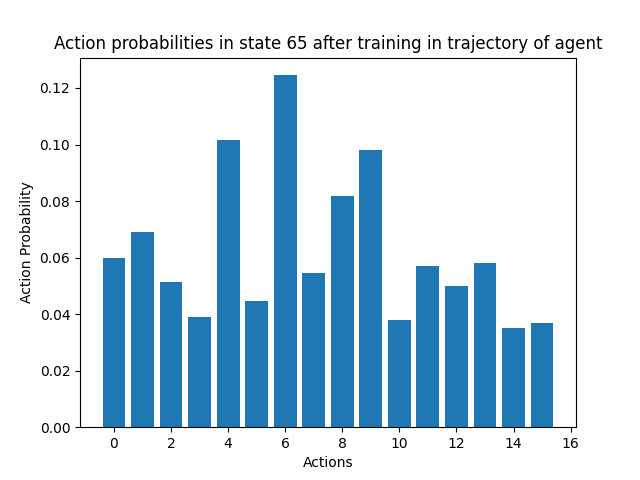 Action probabilities in state 65 after training in trajectory of agent
0.12
0.10
0.08
0.06
0.04
0.02
0.00
Action Probability
0 2 4 6 8 10 12 14 16
Actions